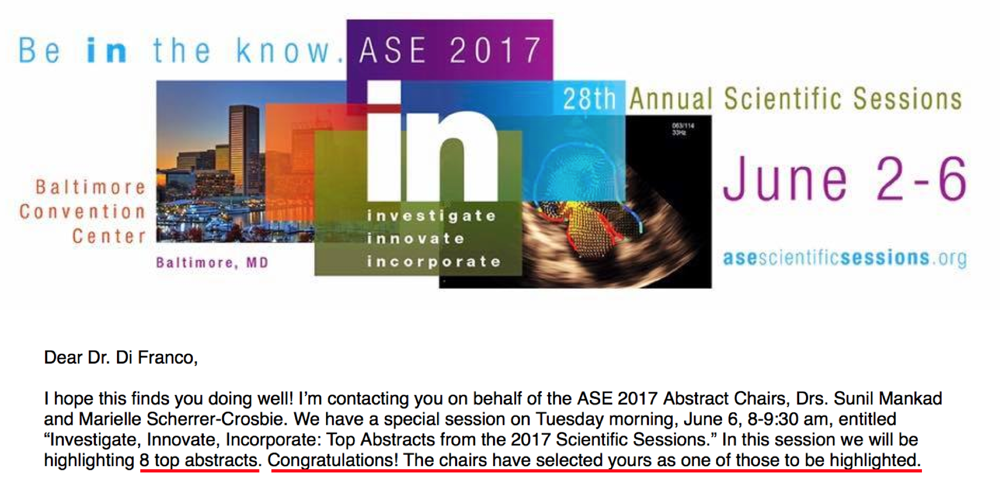 Be in the know. ASE 2017
28th Annual Scientific Sessions
063/114
33Hz
in
June 2-6
Baltimore
Convention
Center
investigate
innovate
incorporate
Baltimore, MD
asescientificsessions.org
Dear Dr. Di Franco,
I hope this finds you doing well! I’m contacting you on behalf of the ASE 2017 Abstract Chairs, Drs. Sunil Mankad
and Marielle Scherrer-Crosbie. We have a special session on Tuesday morning, June 6, 8-9:30 am, entitled
“Investigate, Innovate, Incorporate: Top Abstracts from the 2017 Scientific Sessions.” In this session we will be
highlighting 8 top abstracts. Congratulations! The chairs have selected yours as one of those to be highlighted.